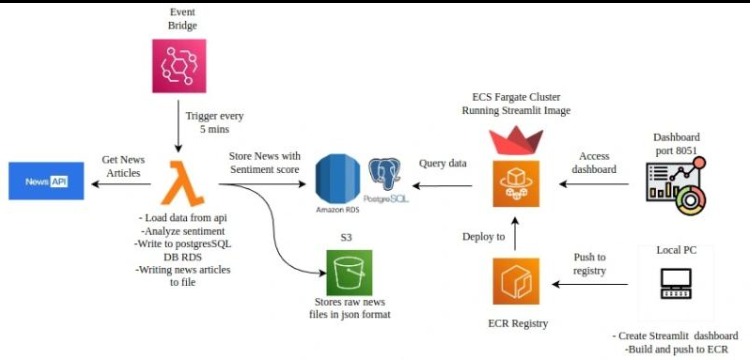 Event
Bridge
Trigger every
5 mins
Get News
Articles
News API
Store News with
Sentiment score
- Load data from api
-Analyze sentiment
-Write to postgreSQL
DB RDS
-Writing news articles
to file
Amazon RDS
PostgreSQL
S3
Stores raw news
files in json format
Query data
ECS Fargate Cluster
Running Streamlit Image
Access
dashboard
Dashboard
port 8051
Deploy to
ECR Registry
Push to
registry
Local PC
- Create Streamlit dashboard
-Build and push to ECR